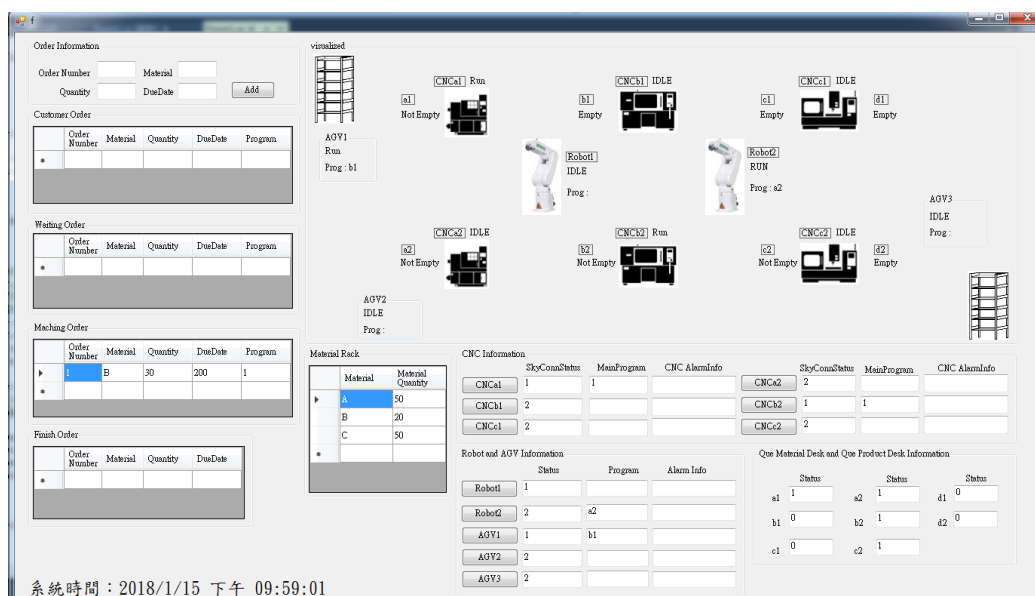 f
Order Information
Order Number
Material
Quantity
DueDate
Add
Customer Order
Order Number Material Quantity DueDate Program
Waiting Order
Order Number Material Quantity DueDate Program
Maching Order
Order Number Material Quantity DueDate Program
1 B 30 200 1
Finish Order
Order Number Material Quantity DueDate
系統時間：2018/1/15 下午 09:59:01
visualized
CNCa1 Run
a1
Not Empty
CNCb1 IDLE
b1
Empty
CNCc1 IDLE
c1
Empty
d1
Empty
AGV1
Run
Prog : b1
Robot1
IDLE
Prog :
Robot2
RUN
Prog : a2
AGV3
IDLE
Prog :
CNCa2 IDLE
a2
Not Empty
CNCb2 Run
b2
Not Empty
CNCc2 IDLE
c2
Not Empty
d2
Empty
AGV2
IDLE
Prog :
Material Rack
Material Material Quantity
A 50
B 20
C 50
CNC Information
SkyConnStatus MainProgram CNC AlarmInfo
CNCa1 1 1
CNCb1 2
CNCc1 2
SkyConnStatus MainProgram CNC AlarmInfo
CNCa2 2
CNCb2 1 1
CNCc2 2
Robot and AGV Information
Status Program Alarm Info
Robot1 1
Robot2 2 a2
AGV1 1 b1
AGV2 2
AGV3 2
Que Material Desk and Que Product Desk Information
Status Status Status
a1 1 a2 1 d1 0
b1 0 b2 1 d2 0
c1 0 c2 1